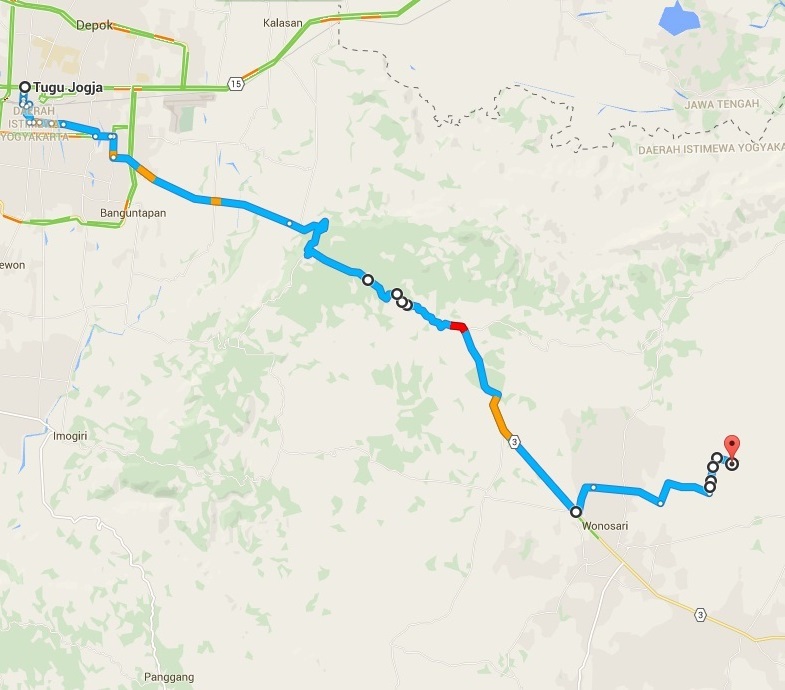 Depok
Kalasan
15
Tugu Jogja
DAERAH
ISTIMEWA
YOGYAKARTA
JAWA TENGAH
DAERAH ISTIMEWA YOGYAKA
Banguntapan
ewon
Imogiri
3
Wonosari
3
Panggang